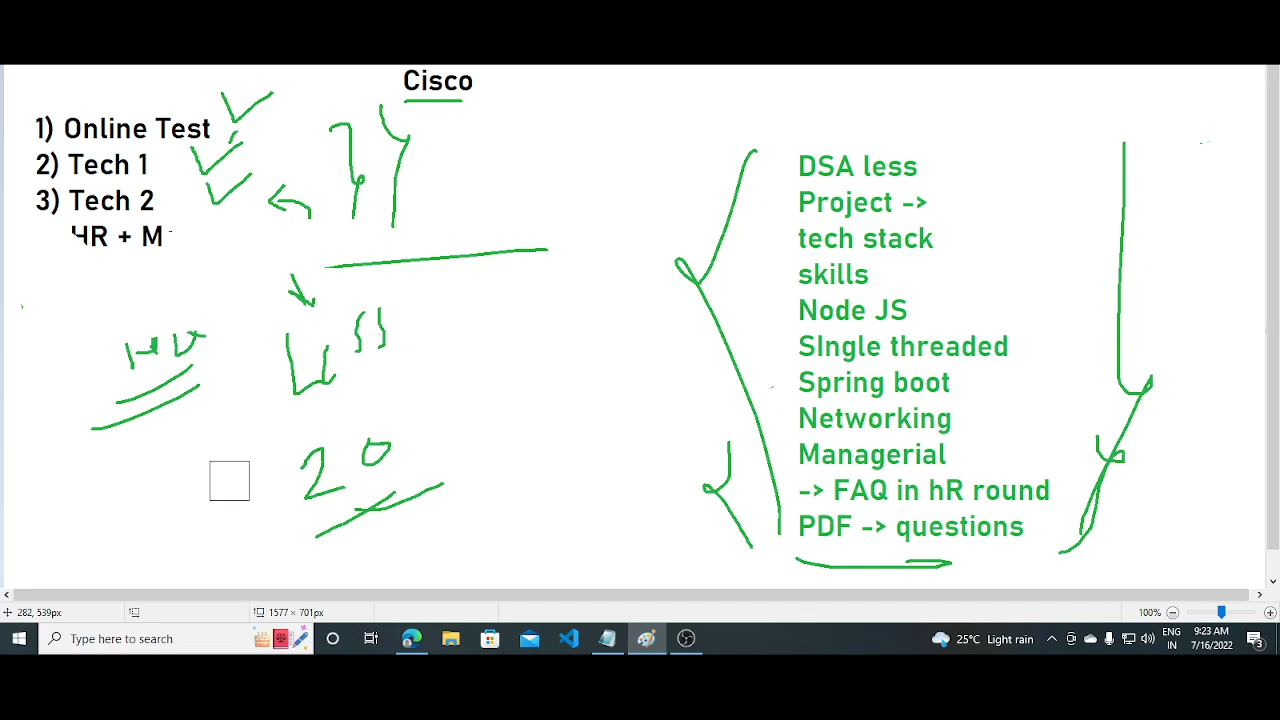 Cisco
1) Online Test
2) Tech 1
3) Tech 2
HR + M
DSA less
Project ->
tech stack
skills
Node JS
SIngle threaded
Spring boot
Networking
Managerial
-> FAQ in hR round
PDF -> questions
20
282, 539px
1577 × 701px
100%
Type here to search
25°C Light rain
ENG
IN
9:23 AM
7/16/2022
3